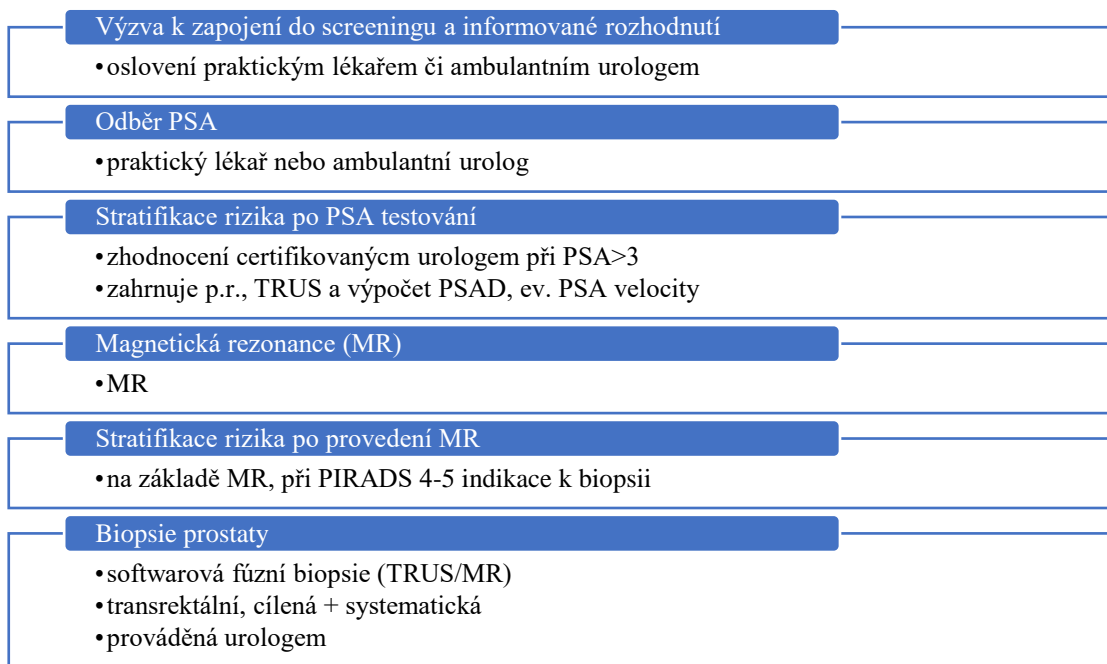 Výzva k zapojení do screeningu a informované rozhodnutí
•oslovení praktickým lékařem či ambulantním urologem
Odběr PSA
•praktický lékař nebo ambulantní urolog
Stratifikace rizika po PSA testování
•zhodnocení certifikovanýcm urologem při PSA>3
•zahrnuje p.r., TRUS a výpočet PSAD, ev. PSA velocity
Magnetická rezonance (MR)
•MR
Stratifikace rizika po provedení MR
•na základě MR, při PIRADS 4-5 indikace k biopsii
Biopsie prostaty
•softwarová fúzní biopsie (TRUS/MR)
•transrektální, cílená + systematická
•prováděná urologem